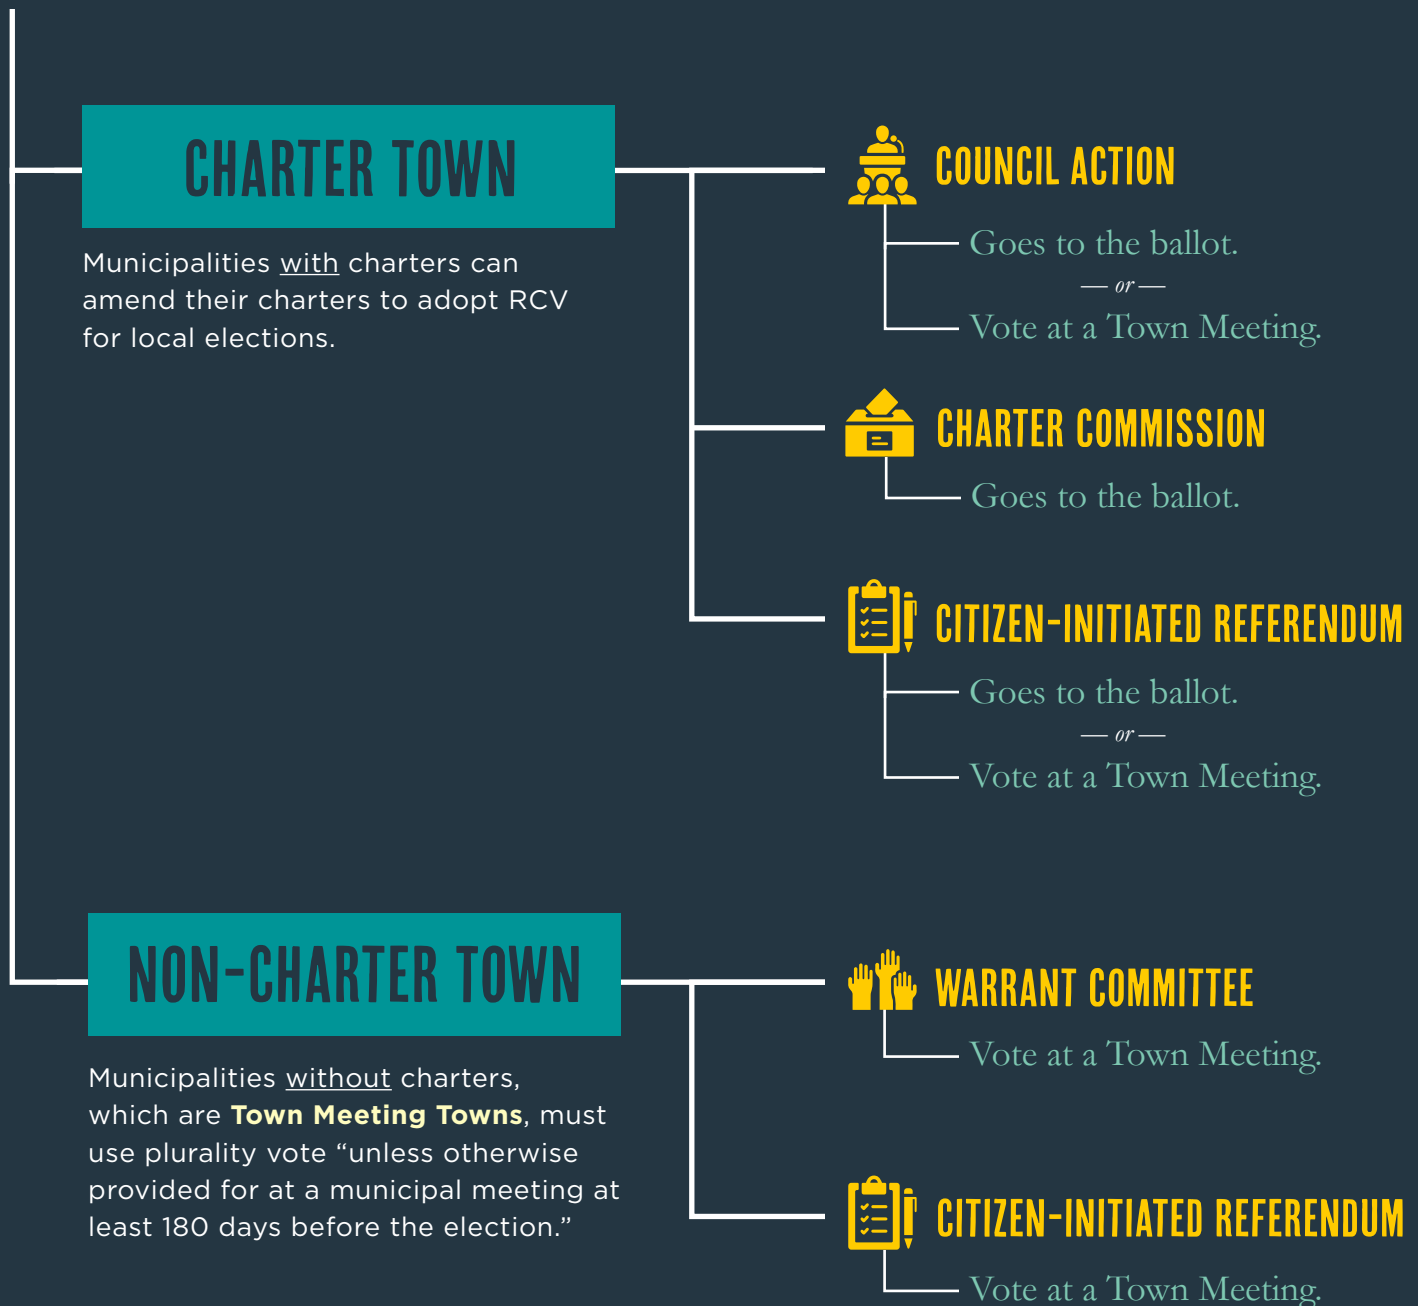 CHARTER TOWN
Municipalities with charters can
amend their charters to adopt RCV
for local elections.
COUNCIL ACTION
Goes to the ballot.
— or —
Vote at a Town Meeting.
CHARTER COMMISSION
Goes to the ballot.
CITIZEN-INITIATED REFERENDUM
Goes to the ballot.
— or —
Vote at a Town Meeting.
NON-CHARTER TOWN
Municipalities without charters,
which are Town Meeting Towns, must
use plurality vote “unless otherwise
provided for at a municipal meeting at
least 180 days before the election.”
WARRANT COMMITTEE
Vote at a Town Meeting.
CITIZEN-INITIATED REFERENDUM
Vote at a Town Meeting.